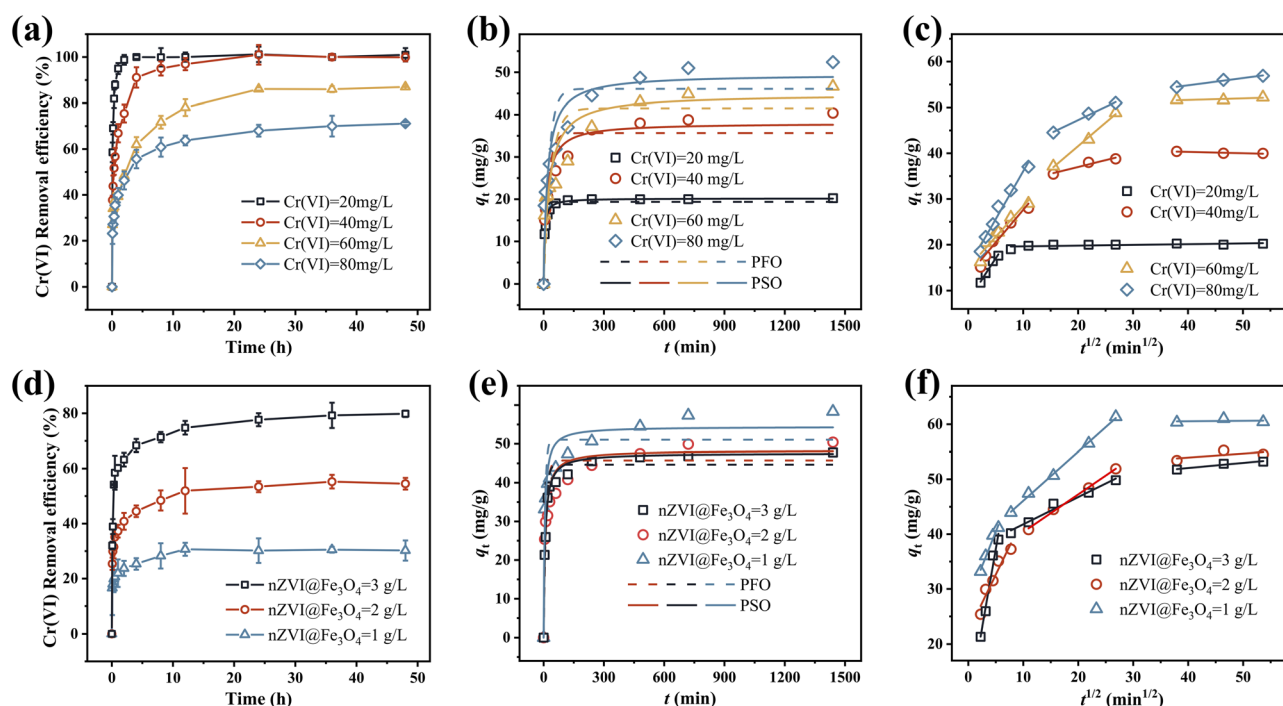 (a)
Cr(VI) Removal efficiency (%)
100
80
60
40
20
0
Cr(VI)=20mg/L
Cr(VI)=40mg/L
Cr(VI)=60mg/L
Cr(VI)=80mg/L
0 10 20 30 40 50
Time (h)
(b)
qt (mg/g)
60
50
40
30
20
10
0
Cr(VI)=20 mg/L
Cr(VI)=40 mg/L
Cr(VI)=60 mg/L
Cr(VI)=80 mg/L
PFO
PSO
0 300 600 900 1200 1500
t (min)
(c)
qt (mg/g)
70
60
50
40
30
20
10
Cr(VI)=20mg/L
Cr(VI)=40mg/L
Cr(VI)=60mg/L
Cr(VI)=80mg/L
0 10 20 30 40 50
t1/2 (min1/2)
(d)
Cr(VI) Removal efficiency (%)
80
60
40
20
0
nZVI@Fe3O4=3 g/L
nZVI@Fe3O4=2 g/L
nZVI@Fe3O4=1 g/L
0 10 20 30 40 50
Time (h)
(e)
qt (mg/g)
60
50
40
30
20
10
0
nZVI@Fe3O4=3 g/L
nZVI@Fe3O4=2 g/L
nZVI@Fe3O4=1 g/L
PFO
PSO
0 300 600 900 1200 1500
t (min)
(f)
qt (mg/g)
60
50
40
30
20
nZVI@Fe3O4=3 g/L
nZVI@Fe3O4=2 g/L
nZVI@Fe3O4=1 g/L
0 10 20 30 40 50
t1/2 (min1/2)